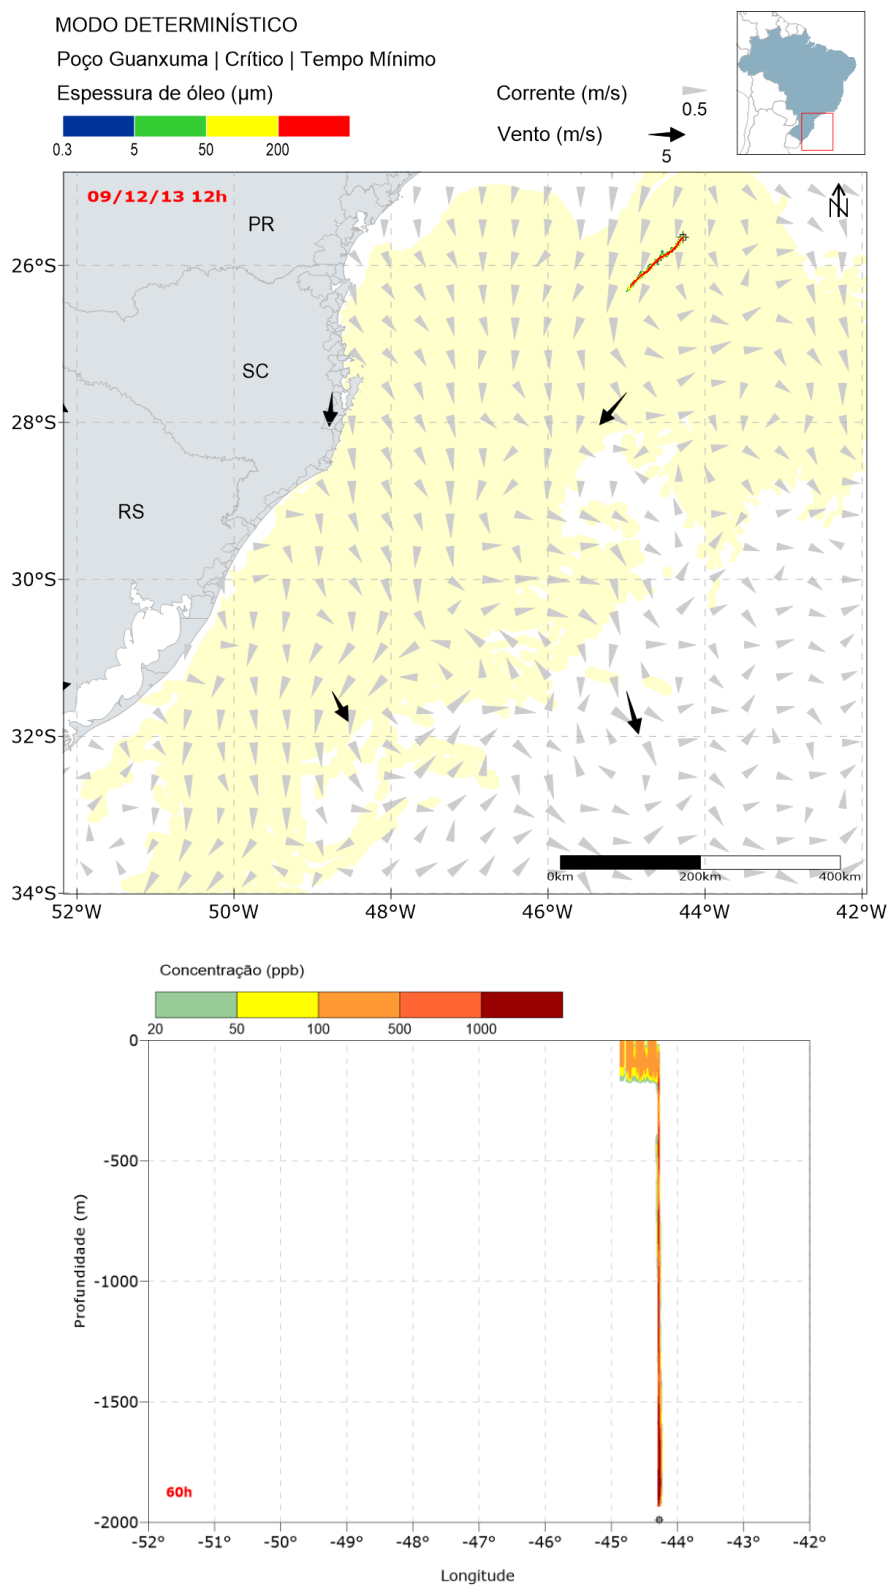 MODO DETERMINÍSTICO
Poço Guanxuma | Crítico | Tempo Mínimo
Espessura de óleo (μm)
0.3 5 50 200
Corrente (m/s)
0.5
Vento (m/s)
5
09/12/13 12h
N
PR
SC
RS
26°S
28°S
30°S
32°S
34°S
0km 200km 400km
52°W 50°W 48°W 46°W 44°W 42°W
Concentração (ppb)
20 50 100 500 1000
0
-500
-1000
-1500
-2000
Profundidade (m)
60h
-52° -51° -50° -49° -48° -47° -46° -45° -44° -43° -42°
Longitude